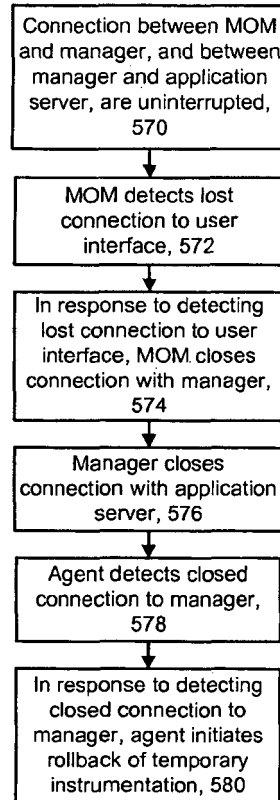 Connection between MOM
and manager, and between
manager and application
server, are uninterrupted,
570
MOM detects lost
connection to user
interface, 572
In response to detecting
lost connection to user
interface, MOM closes
connection with manager,
574
Manager closes
connection with application
server, 576
Agent detects closed
connection to manager,
578
In response to detecting
closed connection to
manager, agent initiates
rollback of temporary
instrumentation, 580